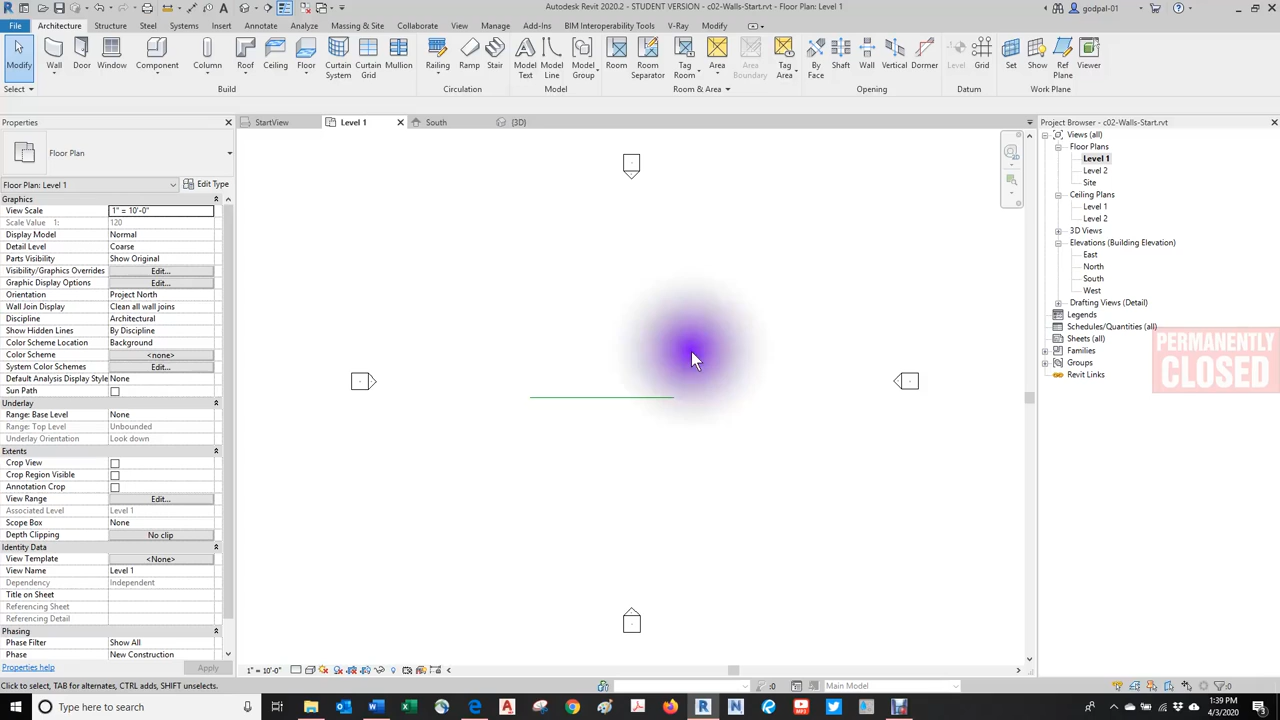 Autodesk Revit 2020.2 - STUDENT VERSION - c02-Walls-Start.rvt - Floor Plan: Level 1
godpal-01
File Architecture Structure Steel Systems Insert Annotate Analyze Massing & Site Collaborate View Manage Add-Ins BIM Interoperability Tools V-Ray Modify
Modify Wall Door Window Component Column Roof Ceiling Floor Curtain System Curtain Grid Mullion Railing Ramp Stair Model Text Model Line Model Group Room Room Separator Tag Room Area Area Boundary Tag Area By Face Shaft Wall Vertical Dormer Level Grid Set Show Ref Plane Viewer
Select Build Circulation Model Room & Area Opening Datum Work Plane
Properties
StartView Level 1 South {3D}
Project Browser - c02-Walls-Start.rvt
Floor Plan
Floor Plan: Level 1 Edit Type
Graphics
View Scale 1" = 10'-0"
Scale Value 1: 120
Display Model Normal
Detail Level Coarse
Parts Visibility Show Original
Visibility/Graphics Overrides Edit...
Graphic Display Options Edit...
Orientation Project North
Wall Join Display Clean all wall joins
Discipline Architectural
Show Hidden Lines By Discipline
Color Scheme Location Background
Color Scheme <none>
System Color Schemes Edit...
Default Analysis Display Style None
Sun Path
Underlay
Range: Base Level None
Range: Top Level Unbounded
Underlay Orientation Look down
Extents
Crop View
Crop Region Visible
Annotation Crop
View Range Edit...
Associated Level Level 1
Scope Box None
Depth Clipping No clip
Identity Data
View Template <None>
View Name Level 1
Dependency Independent
Title on Sheet
Referencing Sheet
Referencing Detail
Phasing
Phase Filter Show All
Phase New Construction
Properties help Apply
Views (all)
Floor Plans
Level 1
Level 2
Site
Ceiling Plans
Level 1
Level 2
3D Views
Elevations (Building Elevation)
East
North
South
West
Drafting Views (Detail)
Legends
Schedules/Quantities (all)
Sheets (all)
Families
Groups
Revit Links
PERMANENTLY
CLOSED
1" = 10'-0"
Click to select, TAB for alternates, CTRL adds, SHIFT unselects.
:0 Main Model :0
Type here to search
1:39 PM
4/3/2020